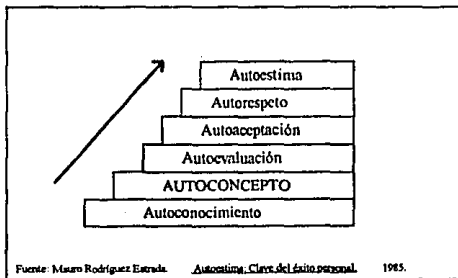 Autoestima
Autorespeto
Autoaceptación
Autoevaluación
AUTOCONCEPTO
Autoconocimiento
Fuente: Mauro Rodríguez Estrada. Autoestima: Clave del éxito personal. 1985.